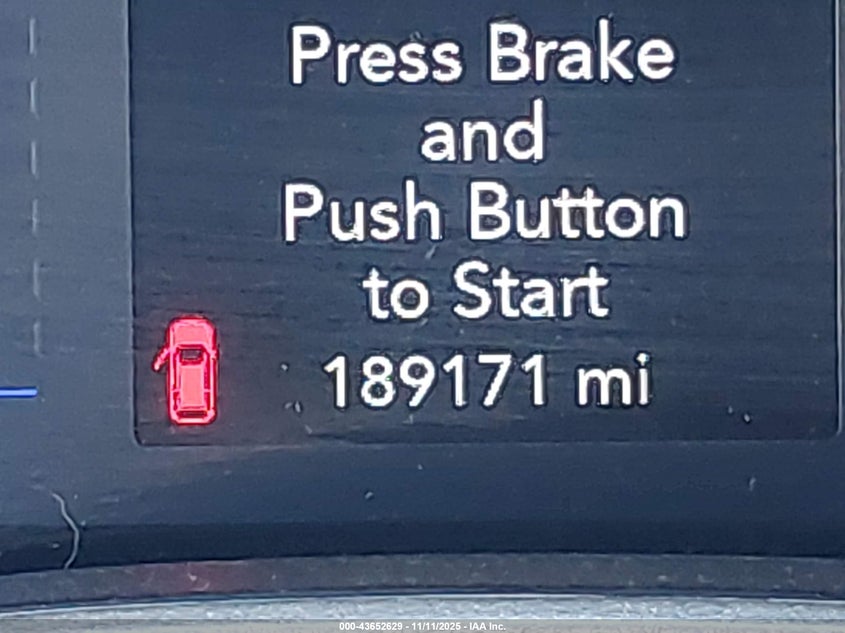 Press Brake
and
Push Button
to Start
189171 mi
000-43652629 - 11/11/2025 - IAA Inc.